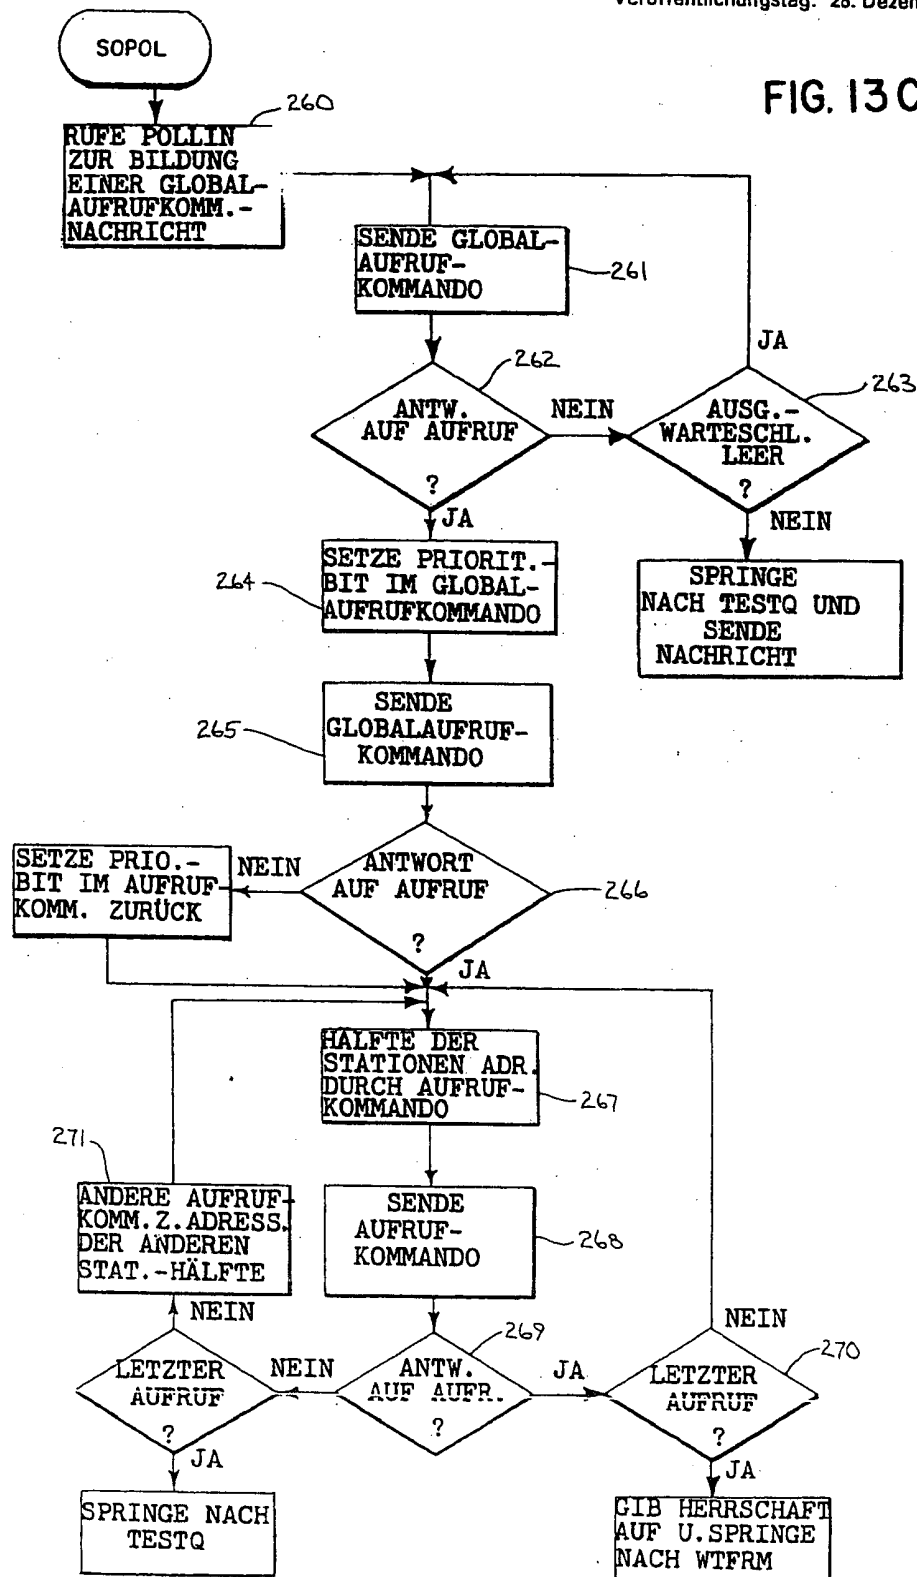 Veröffentlichungstag: 28. Dezem
FIG. 13C
SOPOL
260
RUFE POLLIN
ZUR BILDUNG
EINER GLOBAL-
AUFRUFKOMM.-
NACHRICHT
SENDE GLOBAL-
AUFRUF-
KOMMANDO
261
JA
262
ANTW.
AUF AUFRUF
?
NEIN
263
AUSG.-
WARTESCHL.
LEER
?
JA
NEIN
264
SETZE PRIORIT.-
BIT IM GLOBAL-
AUFRUFKOMMANDO
SPRINGE
NACH TESTQ UND
SENDE
NACHRICHT
265
SENDE
GLOBALAUFRUF-
KOMMANDO
SETZE PRIO.-
BIT IM AUFRUF-
KOMM. ZURÜCK
NEIN
ANTWORT
AUF AUFRUF
?
266
JA
HÄLFTE DER
STATIONEN ADR.
DURCH AUFRUF-
KOMMANDO
267
271
ANDERE AUFRUF-
KOMM.Z.ADRESS.
DER ANDEREN
STAT.-HÄLFTE
SENDE
AUFRUF-
KOMMANDO
268
NEIN
NEIN
LETZTER
AUFRUF
?
NEIN
269
ANTW.
AUF AUFR.
?
JA
270
LETZTER
AUFRUF
?
JA
JA
SPRINGE NACH
TESTQ
GIB HERRSCHAFT
AUF U.SPRINGE
NACH WTFRM